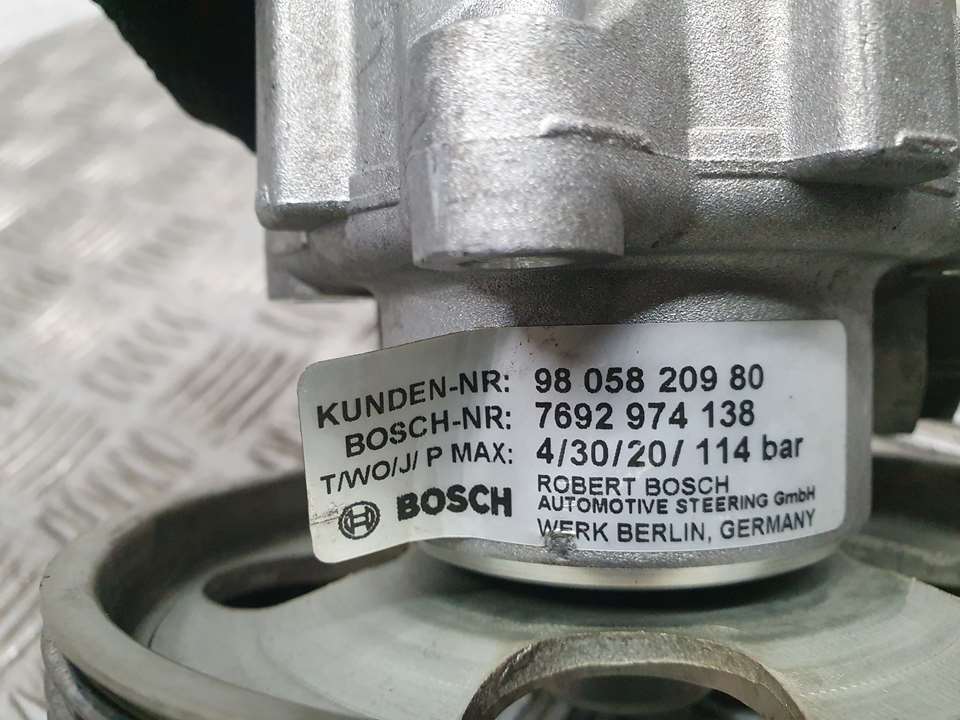 KUNDEN-NR: 98 058 209 80
BOSCH-NR: 7692 974 138
T/WO/J/ P MAX: 4/30/20/ 114 bar
BOSCH
ROBERT BOSCH
AUTOMOTIVE STEERING GmbH
WERK BERLIN, GERMANY